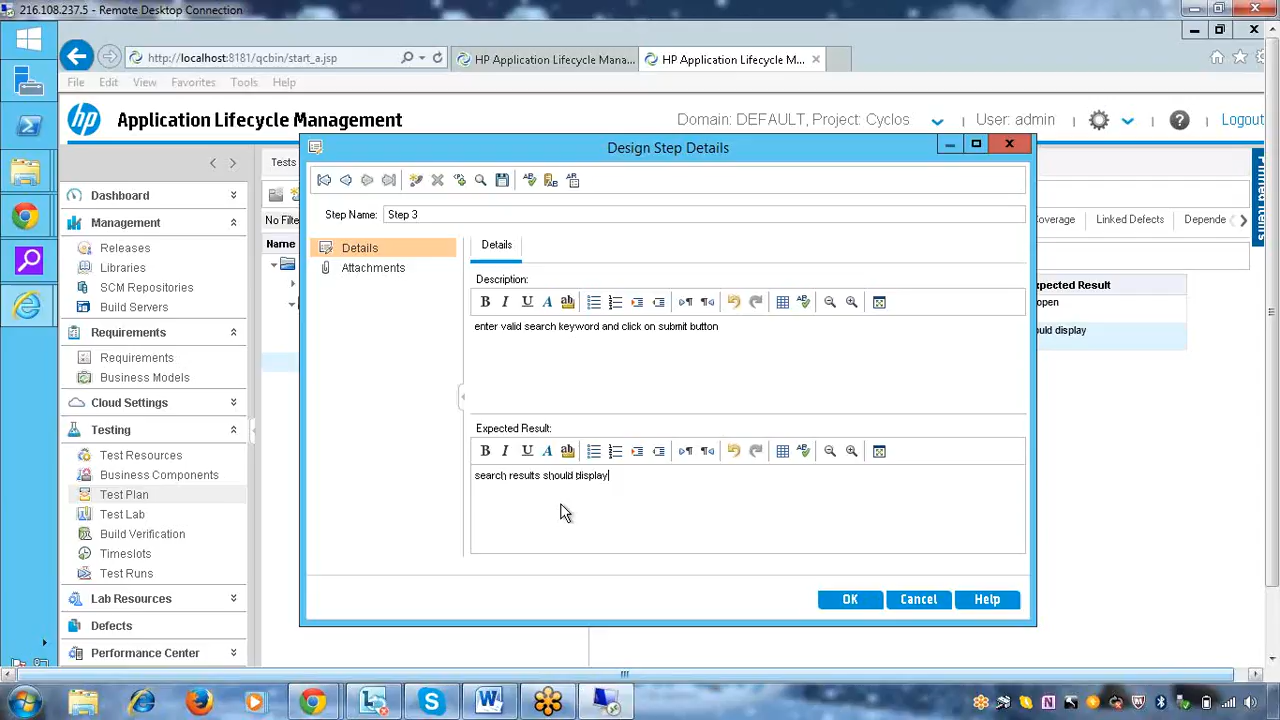 216.108.237.5 - Remote Desktop Connection
http://localhost:8181/qcbin/start_a.jsp
HP Application Lifecycle Mana...
HP Application Lifecycle M...
File Edit View Favorites Tools Help
hp
Application Lifecycle Management
Domain: DEFAULT, Project: Cyclos
User: admin
Logout
Design Step Details
Tests
Dashboard
No Filte
Step Name: Step 3
overage Linked Defects Depende
Pinned Items
Management
Name
Details
Details
Releases
Attachments
Libraries
Description:
xpected Result
SCM Repositories
open
Build Servers
enter valid search keyword and click on submit button
ould display
Requirements
Requirements
Business Models
Cloud Settings
Testing
Expected Result:
Test Resources
Business Components
search results should display
Test Plan
Test Lab
Build Verification
Timeslots
Test Runs
Lab Resources
OK Cancel Help
Defects
Performance Center